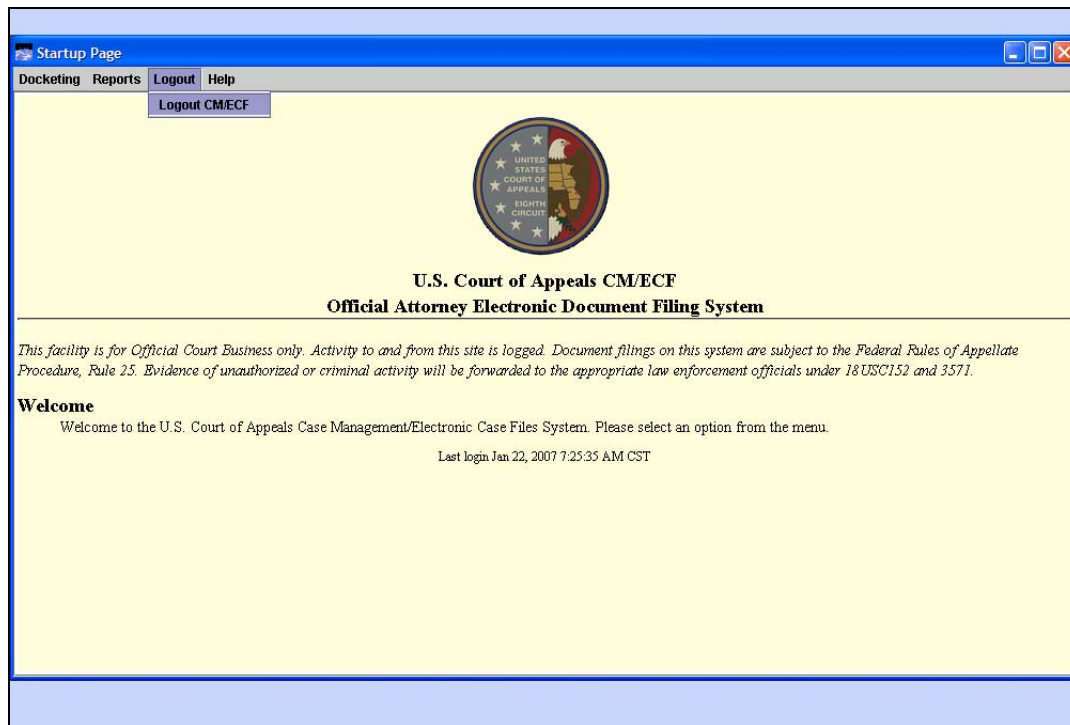 Startup Page
Docketing Reports Logout Help
Logout CM/ECF
UNITED
STATES
COURT OF
APPEALS
EIGHTH
CIRCUIT
U.S. Court of Appeals CM/ECF
Official Attorney Electronic Document Filing System
This facility is for Official Court Business only. Activity to and from this site is logged. Document filings on this system are subject to the Federal Rules of Appellate
Procedure, Rule 25. Evidence of unauthorized or criminal activity will be forwarded to the appropriate law enforcement officials under 18USC152 and 3571.
Welcome
Welcome to the U.S. Court of Appeals Case Management/Electronic Case Files System. Please select an option from the menu.
Last login Jan 22, 2007 7:25:35 AM CST